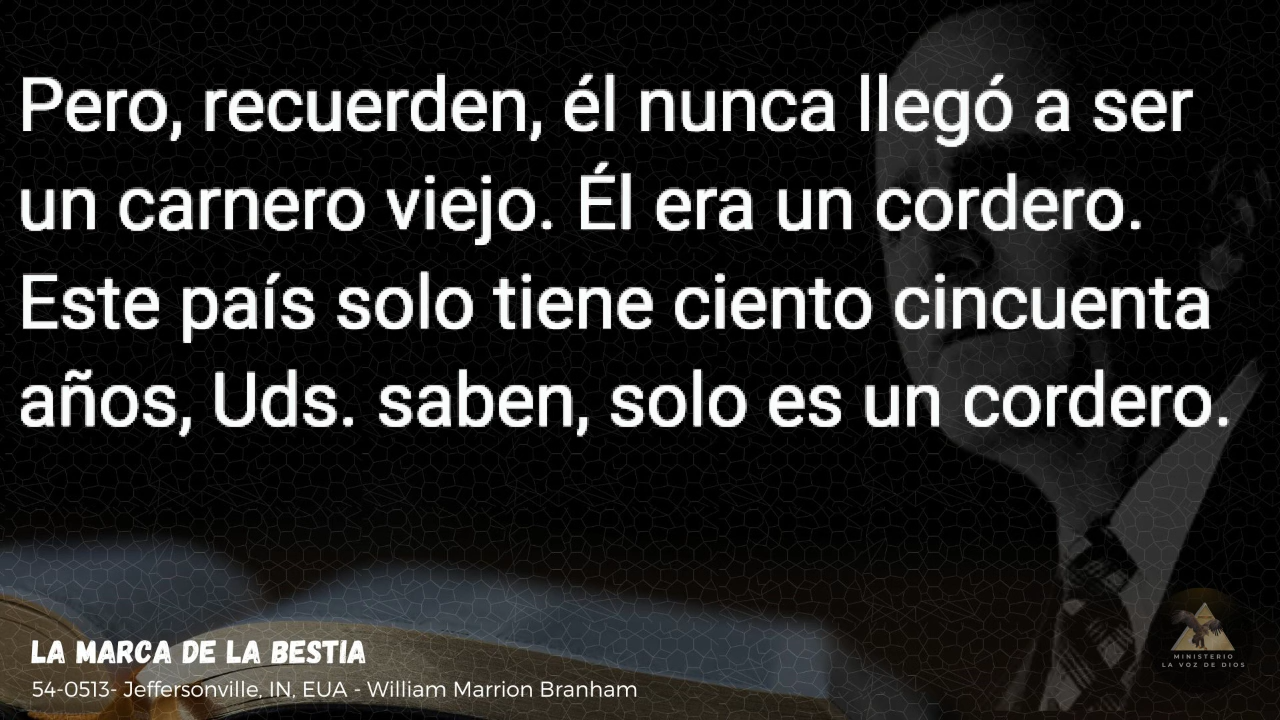 Pero, recuerden, él nunca llegó a ser
un carnero viejo. Él era un cordero.
Este país solo tiene ciento cincuenta
años, Uds. saben, solo es un cordero.
LA MARCA DE LA BESTIA
54-0513- Jeffersonville, IN, EUA - William Marrion Branham
MINISTERIO
LA VOZ DE DIOS